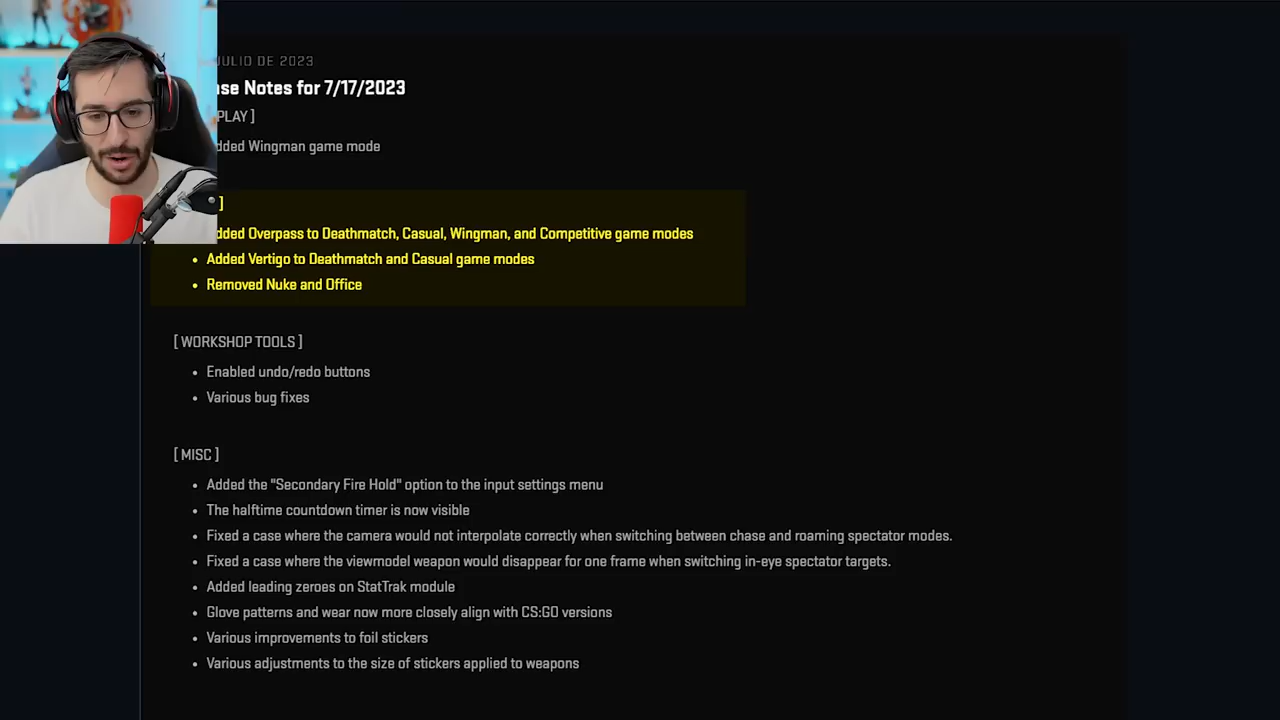 JULIO DE 2023
se Notes for 7/17/2023
PLAY ]
dded Wingman game mode
]
dded Overpass to Deathmatch, Casual, Wingman, and Competitive game modes
• Added Vertigo to Deathmatch and Casual game modes
• Removed Nuke and Office
[ WORKSHOP TOOLS ]
• Enabled undo/redo buttons
• Various bug fixes
[ MISC ]
• Added the "Secondary Fire Hold" option to the input settings menu
• The halftime countdown timer is now visible
• Fixed a case where the camera would not interpolate correctly when switching between chase and roaming spectator modes.
• Fixed a case where the viewmodel weapon would disappear for one frame when switching in-eye spectator targets.
• Added leading zeroes on StatTrak module
• Glove patterns and wear now more closely align with CS:GO versions
• Various improvements to foil stickers
• Various adjustments to the size of stickers applied to weapons